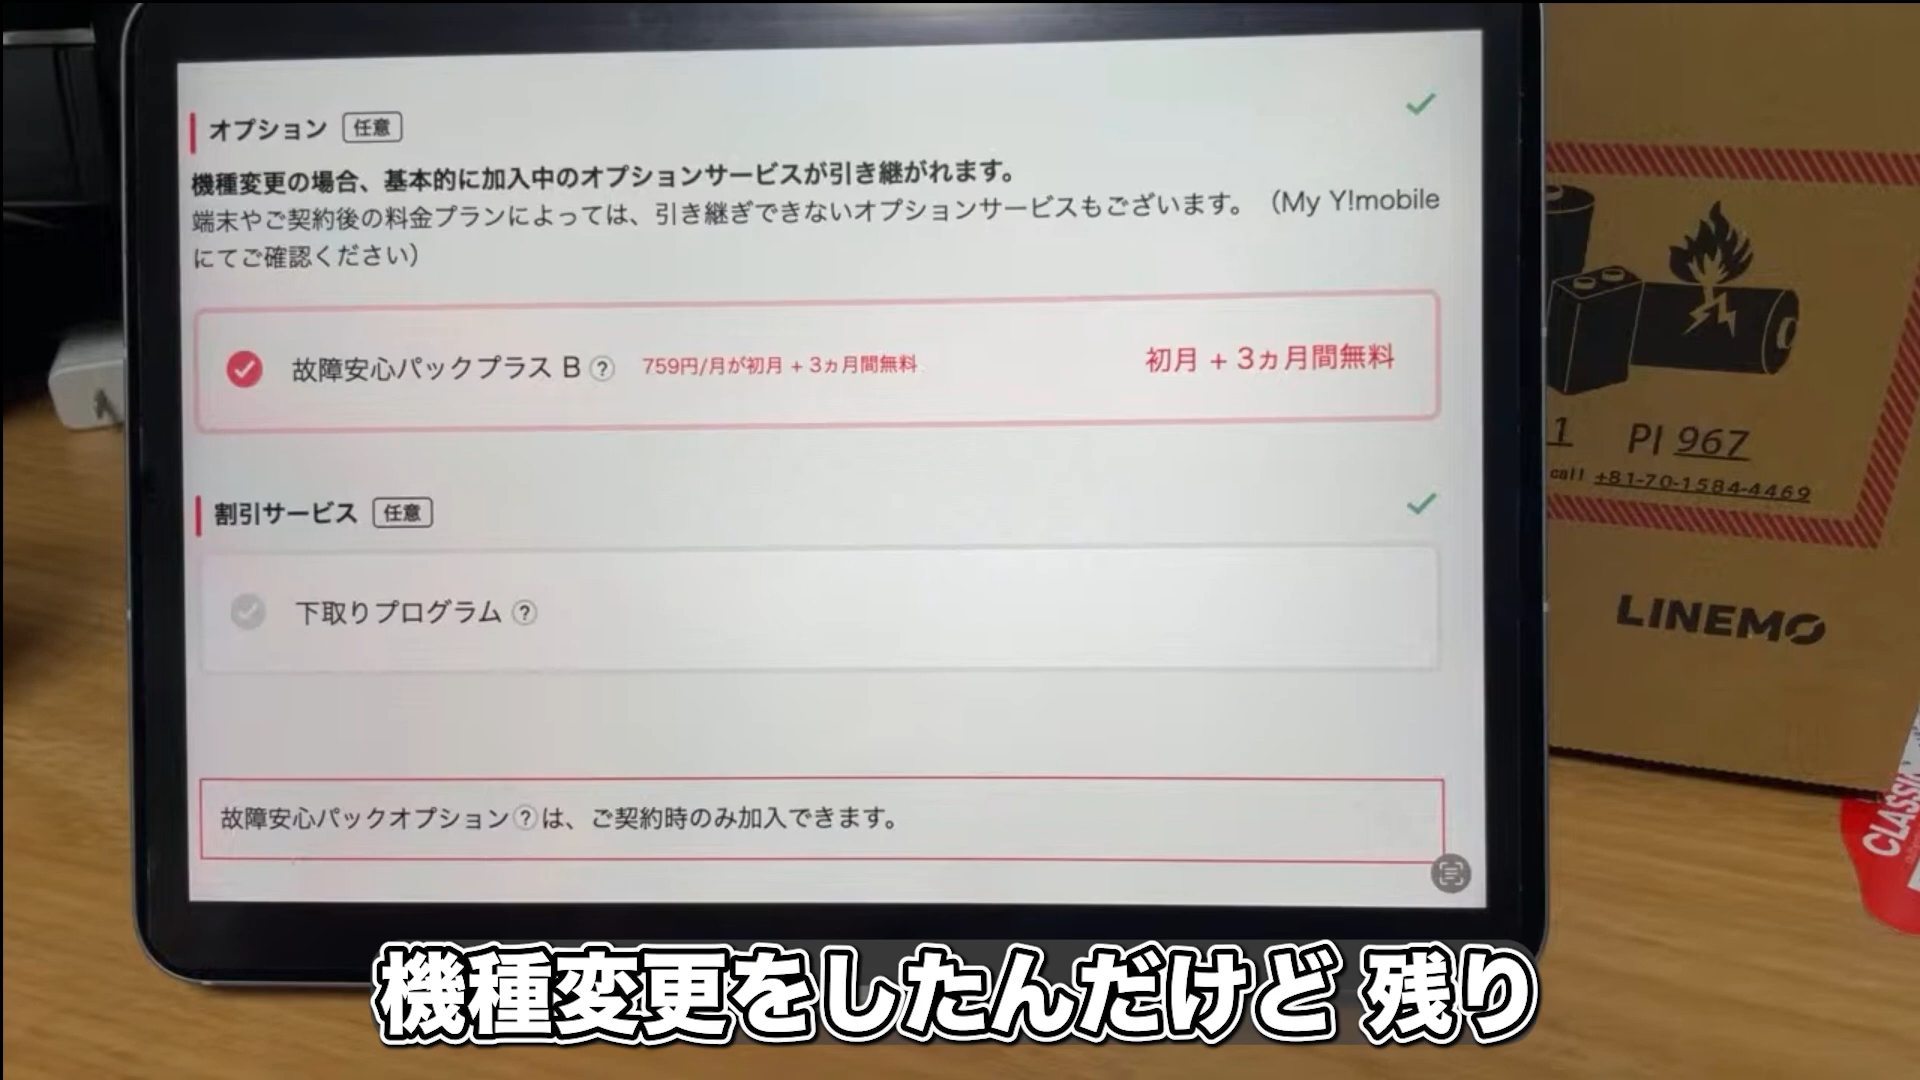 オプション 任意
機種変更の場合、基本的に加入中のオプションサービスが引き継がれます。
端末やご契約後の料金プランによっては、引き継ぎできないオプションサービスもございます。（My Y!mobile
にてご確認ください）
故障安心パックプラス B ? 759円/月が初月 + 3ヵ月間無料 初月 + 3ヵ月間無料
割引サービス 任意
下取りプログラム ?
故障安心パックオプション ? は、ご契約時のみ加入できます。
1 PI 967
call +81-70-1584-4469
LINEMO
機種変更をしたんだけど 残り